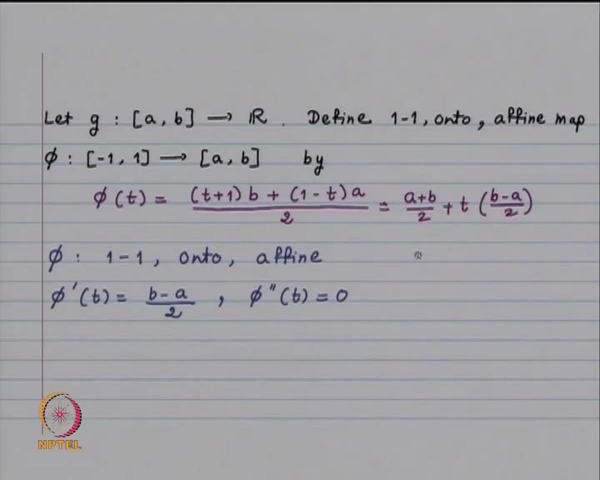 Let g : [a, b] ⟶ ℝ . Define 1-1, onto, affine map
ϕ : [-1, 1] ⟶ [a, b] by
ϕ(t) = ((t+1) b + (1-t) a)/2 = (a+b)/2 + t ((b-a)/2)
ϕ : 1-1, onto, affine
ϕ'(t) = (b-a)/2 , ϕ''(t) = 0
NPTEL